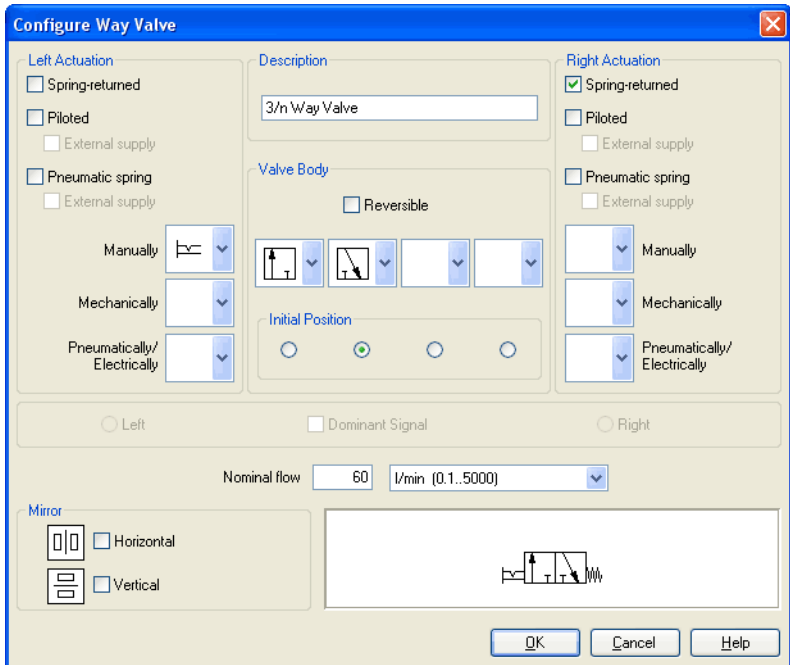 Configure Way Valve
Left Actuation
Spring-returned
Piloted
External supply
Pneumatic spring
External supply
Manually
Mechanically
Pneumatically/
Electrically
Description
3/n Way Valve
Valve Body
Reversible
Initial Position
Right Actuation
Spring-returned
Piloted
External supply
Pneumatic spring
External supply
Manually
Mechanically
Pneumatically/
Electrically
Left
Dominant Signal
Right
Nominal flow 60 l/min (0.1..5000)
Mirror
Horizontal
Vertical
OK Cancel Help